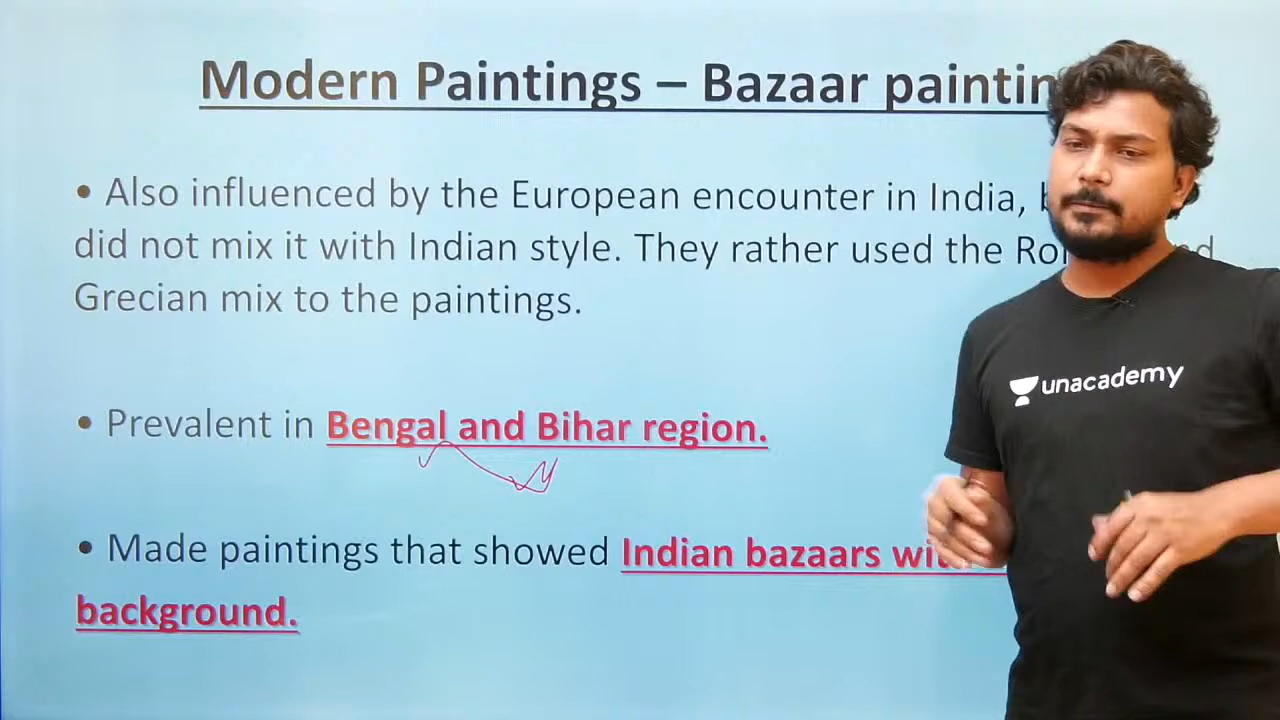 Modern Paintings – Bazaar paintin
• Also influenced by the European encounter in India,
did not mix it with Indian style. They rather used the
Grecian mix to the paintings.
• Prevalent in Bengal and Bihar region.
• Made paintings that showed Indian bazaars
background.
unacademy